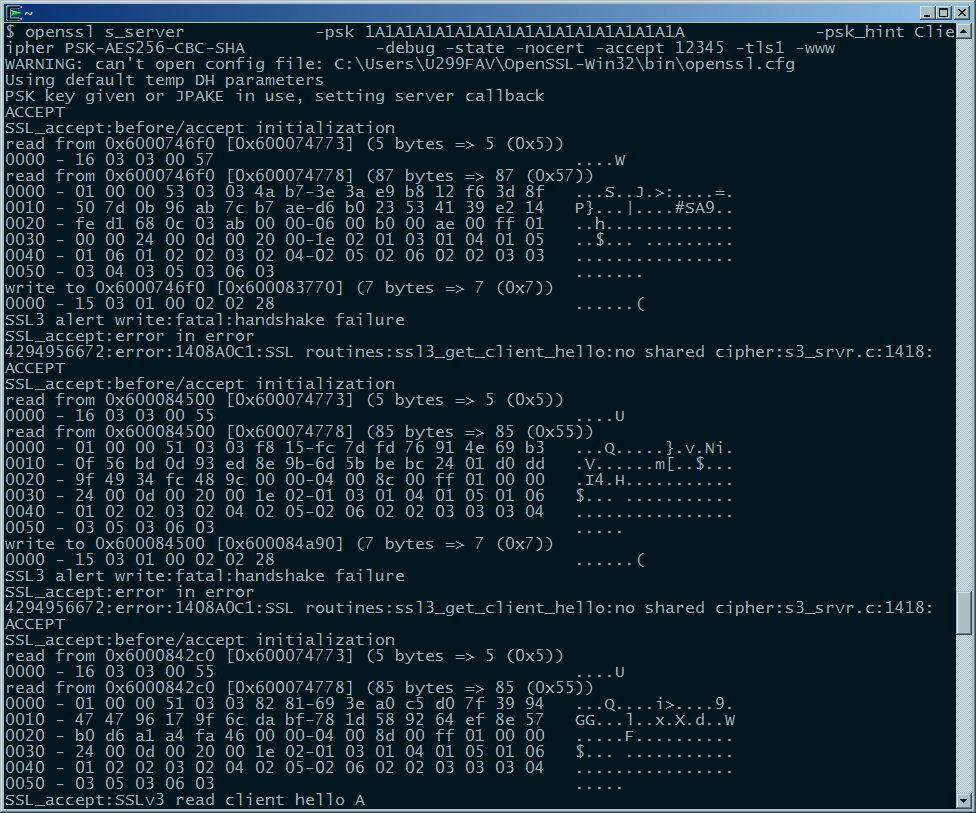 ~
$ openssl s_server -psk 1A1A1A1A1A1A1A1A1A1A1A1A1A1A1A1A -psk_hint Clie
ipher PSK-AES256-CBC-SHA -debug -state -nocert -accept 12345 -tls1 -www
WARNING: can't open config file: C:\Users\U299FAV\OpenSSL-Win32\bin\openssl.cfg
Using default temp DH parameters
PSK key given or JPAKE in use, setting server callback
ACCEPT
SSL_accept:before/accept initialization
read from 0x6000746f0 [0x600074773] (5 bytes => 5 (0x5))
0000 - 16 03 03 00 57 ....W
read from 0x6000746f0 [0x600074778] (87 bytes => 87 (0x57))
0000 - 01 00 00 53 03 03 4a b7-3e 3a e9 b8 12 f6 3d 8f ...S..J.>:....=.
0010 - 50 7d 0b 96 ab 7c b7 ae-d6 b0 23 53 41 39 e2 14 P}...|....#SA9..
0020 - fe d1 68 0c 03 ab 00 00-06 00 b0 00 ae 00 ff 01 ..h.............
0030 - 00 00 24 00 0d 00 20 00-1e 02 01 03 01 04 01 05 ..$... .........
0040 - 01 06 01 02 02 03 02 04-02 05 02 06 02 02 03 03 ................
0050 - 03 04 03 05 03 06 03 .......
write to 0x6000746f0 [0x600083770] (7 bytes => 7 (0x7))
0000 - 15 03 01 00 02 02 28 ......(
SSL3 alert write:fatal:handshake failure
SSL_accept:error in error
4294956672:error:1408A0C1:SSL routines:ssl3_get_client_hello:no shared cipher:s3_srvr.c:1418:
ACCEPT
SSL_accept:before/accept initialization
read from 0x600084500 [0x600074773] (5 bytes => 5 (0x5))
0000 - 16 03 03 00 55 ....U
read from 0x600084500 [0x600074778] (85 bytes => 85 (0x55))
0000 - 01 00 00 51 03 03 f8 15-fc 7d fd 76 91 4e 69 b3 ...Q.....}.v.Ni.
0010 - 0f 56 bd 0d 93 ed 8e 9b-6d 5b be bc 24 01 d0 dd .V......m[..$...
0020 - 9f 49 34 fc 48 9c 00 00-04 00 8c 00 ff 01 00 00 .I4.H...........
0030 - 24 00 0d 00 20 00 1e 02-01 03 01 04 01 05 01 06 $... ...........
0040 - 01 02 02 03 02 04 02 05-02 06 02 02 03 03 03 04 ................
0050 - 03 05 03 06 03 .....
write to 0x600084500 [0x600084a90] (7 bytes => 7 (0x7))
0000 - 15 03 01 00 02 02 28 ......(
SSL3 alert write:fatal:handshake failure
SSL_accept:error in error
4294956672:error:1408A0C1:SSL routines:ssl3_get_client_hello:no shared cipher:s3_srvr.c:1418:
ACCEPT
SSL_accept:before/accept initialization
read from 0x6000842c0 [0x600074773] (5 bytes => 5 (0x5))
0000 - 16 03 03 00 55 ....U
read from 0x6000842c0 [0x600074778] (85 bytes => 85 (0x55))
0000 - 01 00 00 51 03 03 82 81-69 3e a0 c5 d0 7f 39 94 ...Q....i>....9.
0010 - 47 47 96 17 9f 6c da bf-78 1d 58 92 64 ef 8e 57 GG...l..x.X.d..W
0020 - b0 d6 a1 a4 fa 46 00 00-04 00 8d 00 ff 01 00 00 .....F..........
0030 - 24 00 0d 00 20 00 1e 02-01 03 01 04 01 05 01 06 $... ...........
0040 - 01 02 02 03 02 04 02 05-02 06 02 02 03 03 03 04 ................
0050 - 03 05 03 06 03 .....
SSL_accept:SSLv3 read client hello A